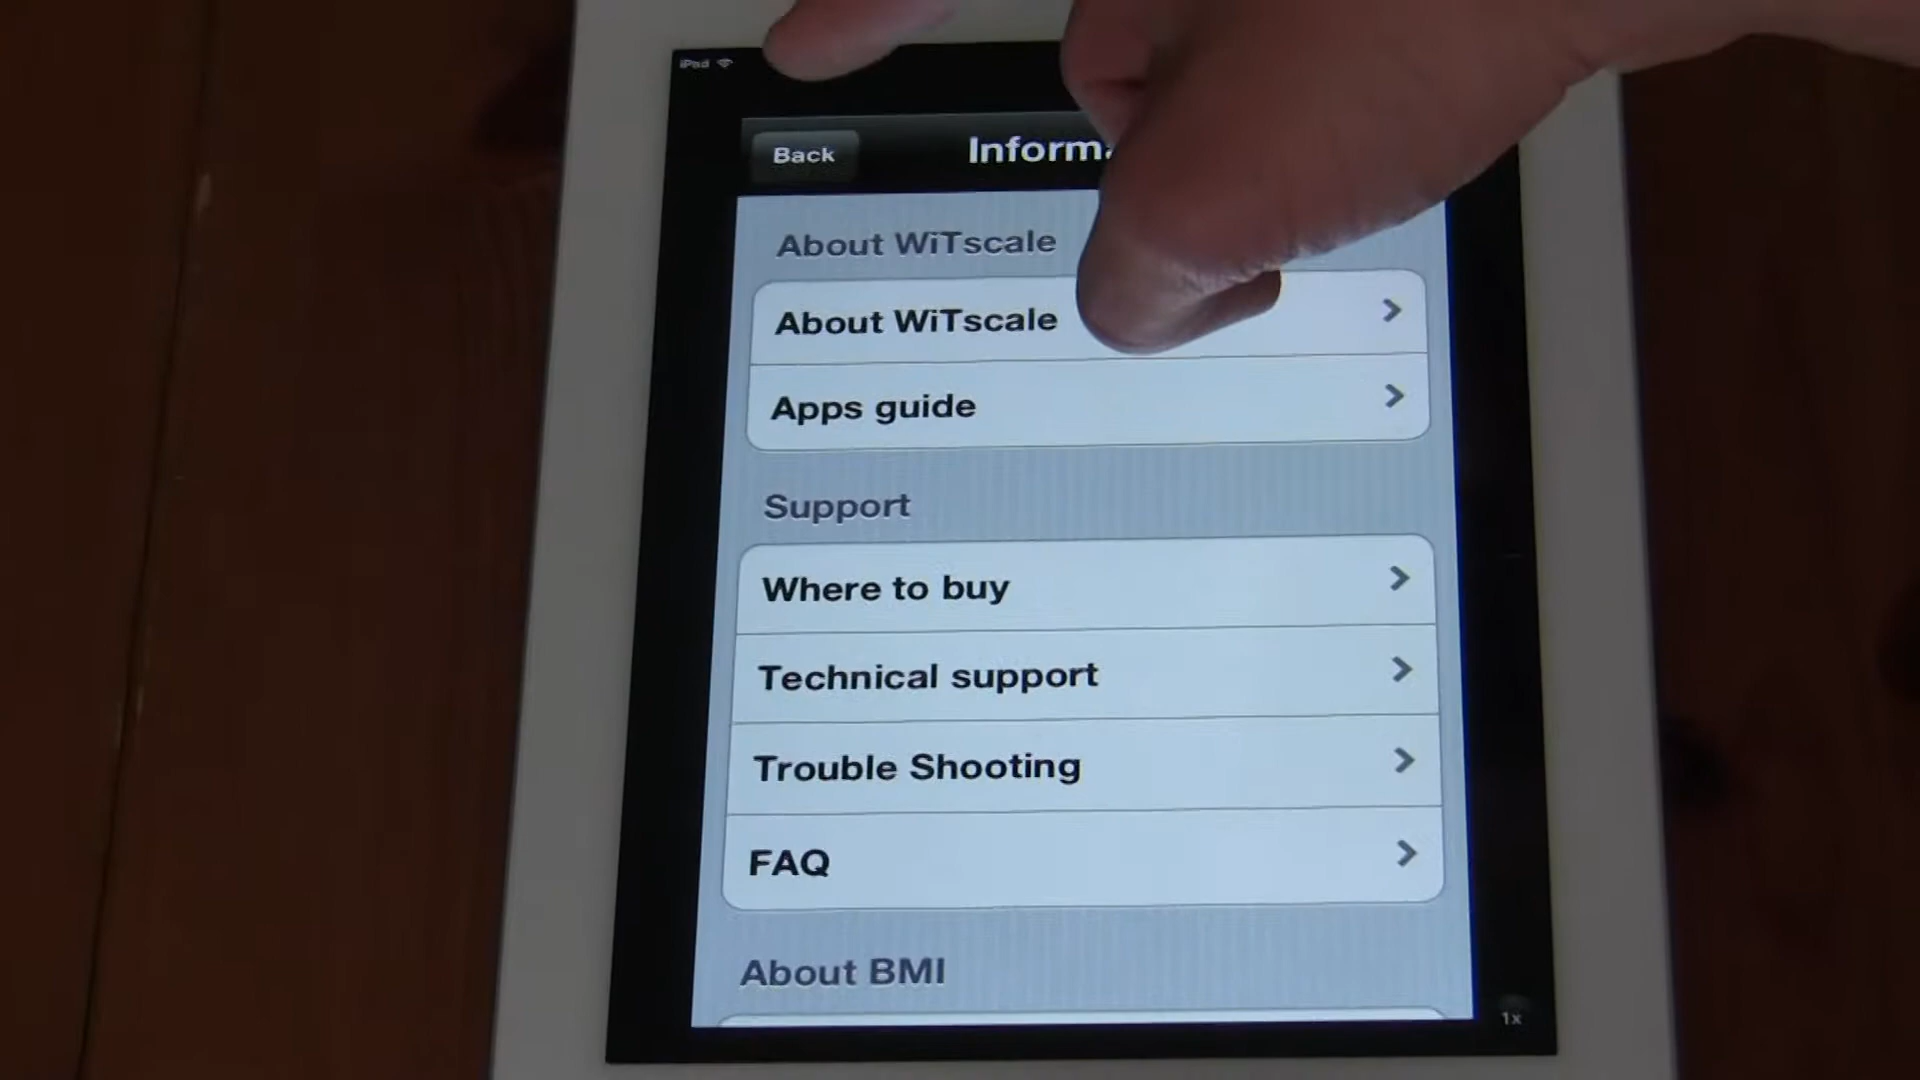 iPad
Back
Informa
About WiTscale
About WiTscale
Apps guide
Support
Where to buy
Technical support
Trouble Shooting
FAQ
About BMI
1x